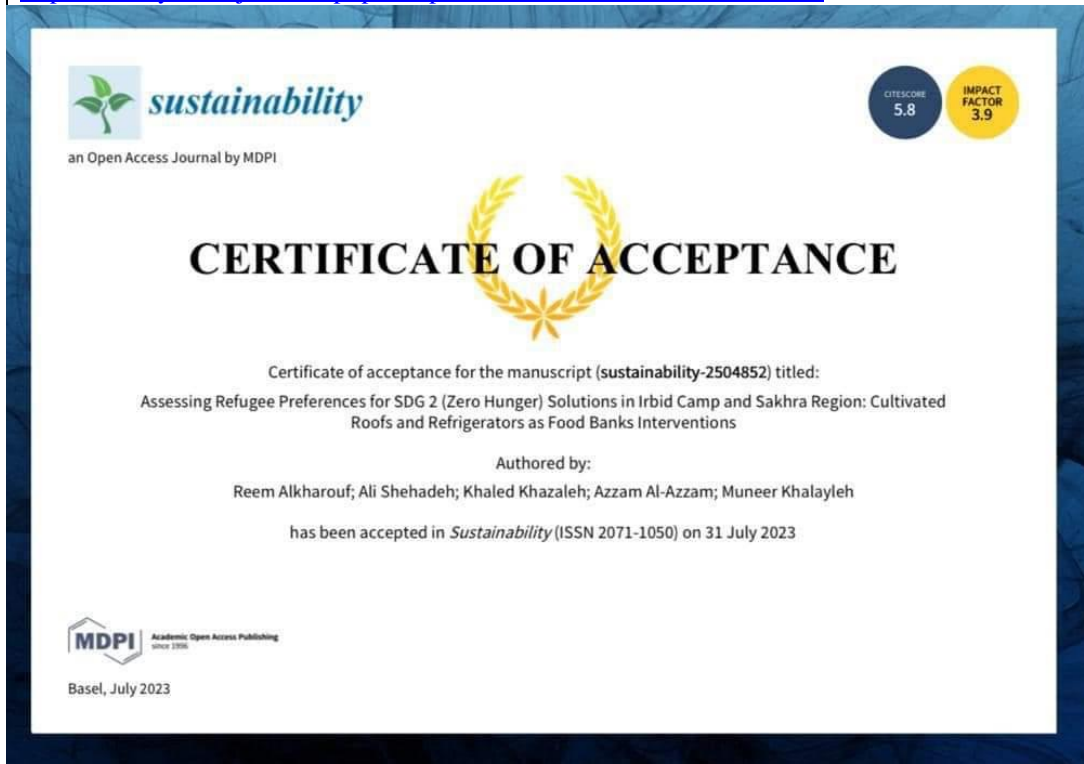 sustainability
CITESCORE
5.8
IMPACT
FACTOR
3.9
an Open Access Journal by MDPI
CERTIFICATE OF ACCEPTANCE
Certificate of acceptance for the manuscript (sustainability-2504852) titled:
Assessing Refugee Preferences for SDG 2 (Zero Hunger) Solutions in Irbid Camp and Sakhra Region: Cultivated
Roofs and Refrigerators as Food Banks Interventions
Authored by:
Reem Alkharouf; Ali Shehadeh; Khaled Khazaleh; Azzam Al-Azzam; Muneer Khalayleh
has been accepted in Sustainability (ISSN 2071-1050) on 31 July 2023
MDPI
Academic Open Access Publishing
since 1996
Basel, July 2023